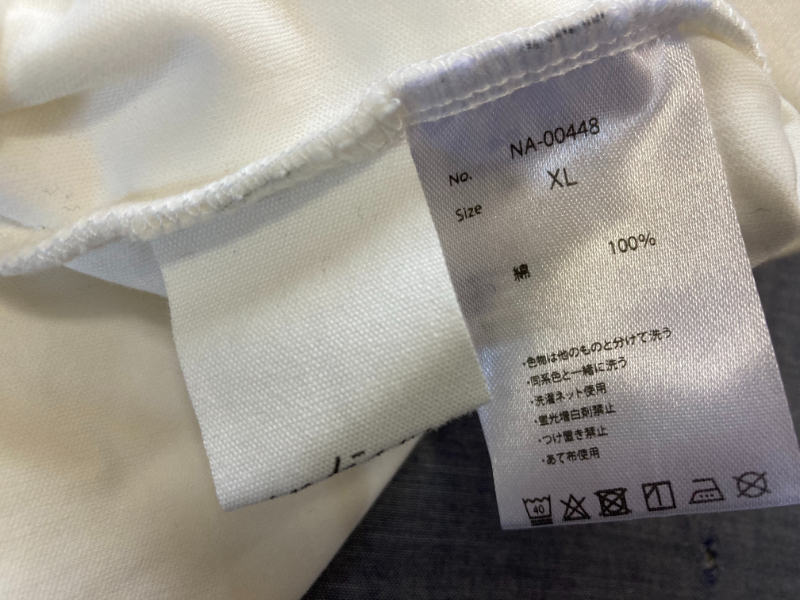 No. NA-00448
Size XL
綿 100%
・色物は他のものと分けて洗う
・同系色と一緒に洗う
・洗濯ネット使用
・蛍光増白剤禁止
・つけ置き禁止
・あて布使用
40